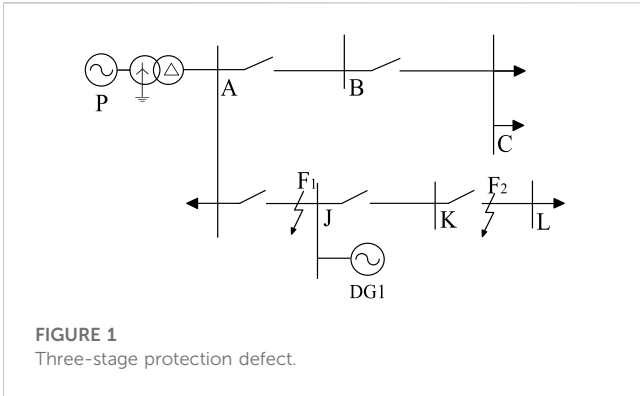 P
A
B
C
F1
J
K
F2
L
DG1
FIGURE 1
Three-stage protection defect.